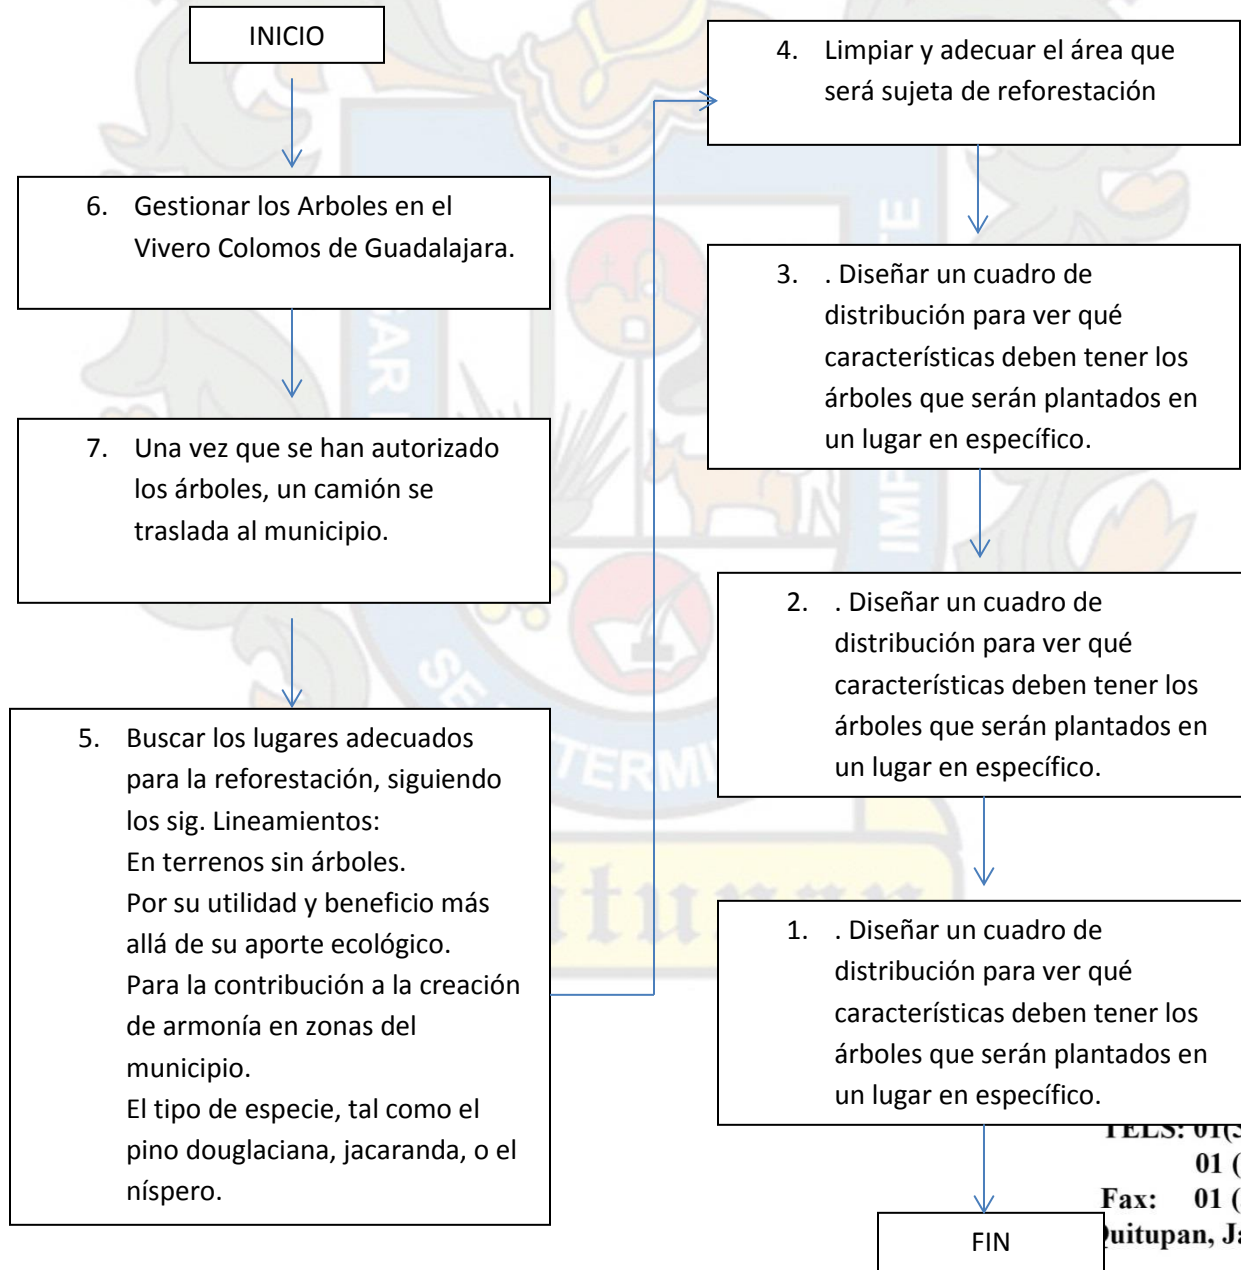 INICIO
6. Gestionar los Arboles en el
Vivero Colomos de Guadalajara.
7. Una vez que se han autorizado
los árboles, un camión se
traslada al municipio.
5. Buscar los lugares adecuados
para la reforestación, siguiendo
los sig. Lineamientos:
En terrenos sin árboles.
Por su utilidad y beneficio más
allá de su aporte ecológico.
Para la contribución a la creación
de armonía en zonas del
municipio.
El tipo de especie, tal como el
pino douglaciana, jacaranda, o el
níspero.
4. Limpiar y adecuar el área que
será sujeta de reforestación
3. . Diseñar un cuadro de
distribución para ver qué
características deben tener los
árboles que serán plantados en
un lugar en específico.
2. . Diseñar un cuadro de
distribución para ver qué
características deben tener los
árboles que serán plantados en
un lugar en específico.
1. . Diseñar un cuadro de
distribución para ver qué
características deben tener los
árboles que serán plantados en
un lugar en específico.
FIN
TELS: 01(
01 (
Fax: 01 (
uitupan, Ja